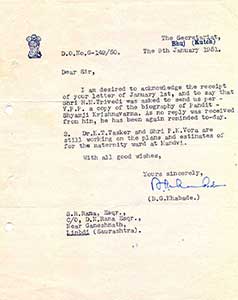 The Secretariat,
Bhuj (Kutch)
D.O.No.G-149/50. The 9th January 1951.
Dear Sir,
I am desired to acknowledge the receipt
of your letter of January 1st, and to say that
Shri H.M.Trivedi was asked to send us per -
V.P.P. a copy of the biography of Pandit -
Shyamji Krishnavarma. As no reply was received
from him, he has been again reminded to-day.
2. Dr.K.T.Vasker and Shri P.K.Vora are
still working on the plans and estimates of
for the maternity ward at Mandvi.
With all good wishes,
Yours sincerely,
(B.G.Khabade.)
S.R.Rana, Esqr.,
C/O, D.N.Rana Esqr.,
Near Ganeshnath,
Limbdi (Saurashtra).